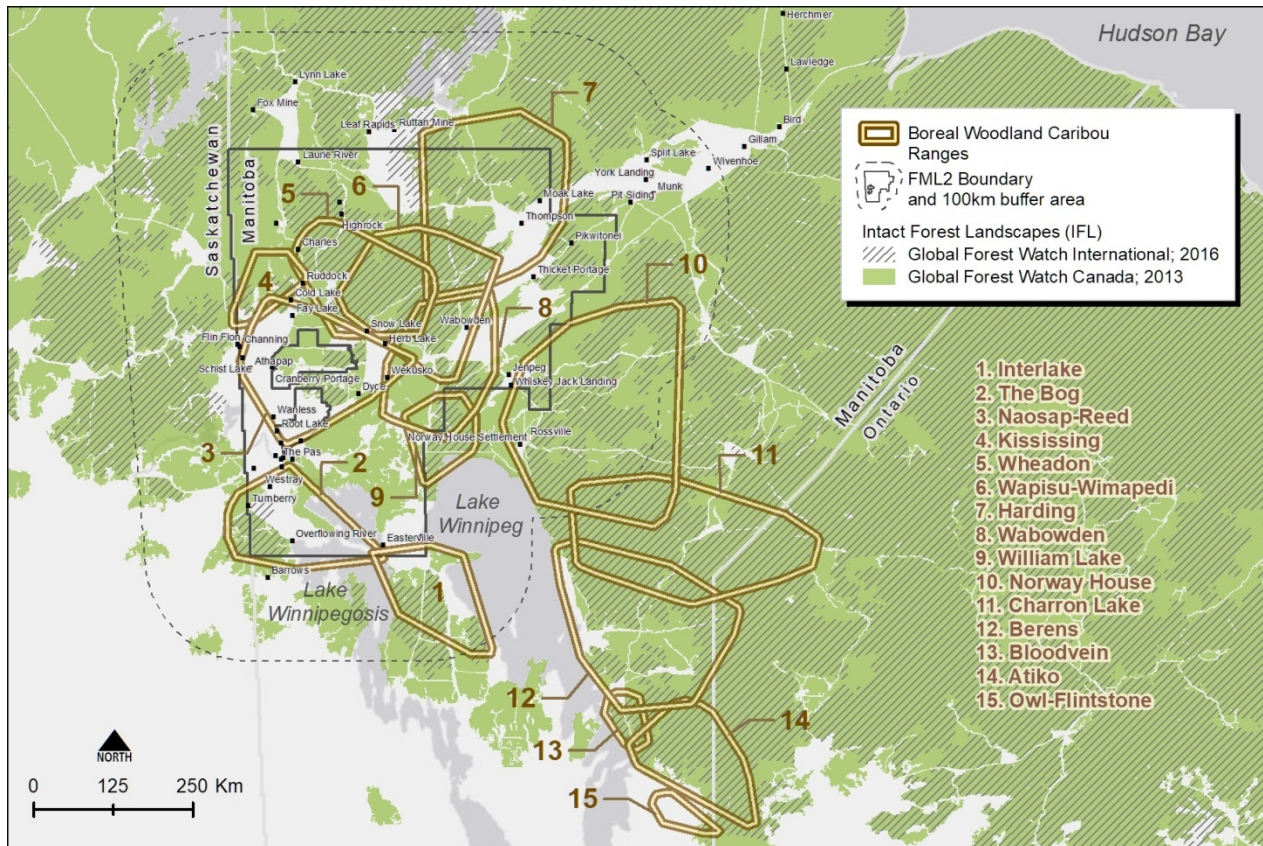 Herchmer
Hudson Bay
Lawledge
Lynn Lake
Fox Mine
Leaf Rapids
Ruttan Mine
7
Bird
Gillam
Boreal Woodland Caribou
Ranges
FML2 Boundary
and 100km buffer area
Intact Forest Landscapes (IFL)
Global Forest Watch International; 2016
Global Forest Watch Canada; 2013
Laurie River
Split Lake
Wivenhoe
York Landing
Munk
Pit Siding
Saskatchewan
Manitoba
5
6
Moak Lake
Highrock
Thompson
Pikwitonei
Charles
Thicket Portage
Ruddock
4
Cold Lake
Fay Lake
10
8
Snow Lake
Wabowden
Herb Lake
Flin Flon
Channing
Schist Lake
Athapap
Cranberry Portage
Wekusko
Dyce
Jenpeg
Whiskey Jack Landing
Manitoba
Ontario
Wanless
Root Lake
Norway House Settlement
Rossville
3
The Pas
2
9
11
Westray
Turnberry
Lake
Winnipeg
Overflowing River
Easterville
Barrows
Lake
Winnipegosis
1
12
13
14
15
1. Interlake
2. The Bog
3. Naosap-Reed
4. Kississing
5. Wheadon
6. Wapisu-Wimapedi
7. Harding
8. Wabowden
9. William Lake
10. Norway House
11. Charron Lake
12. Berens
13. Bloodvein
14. Atiko
15. Owl-Flintstone
NORTH
0 125 250 Km